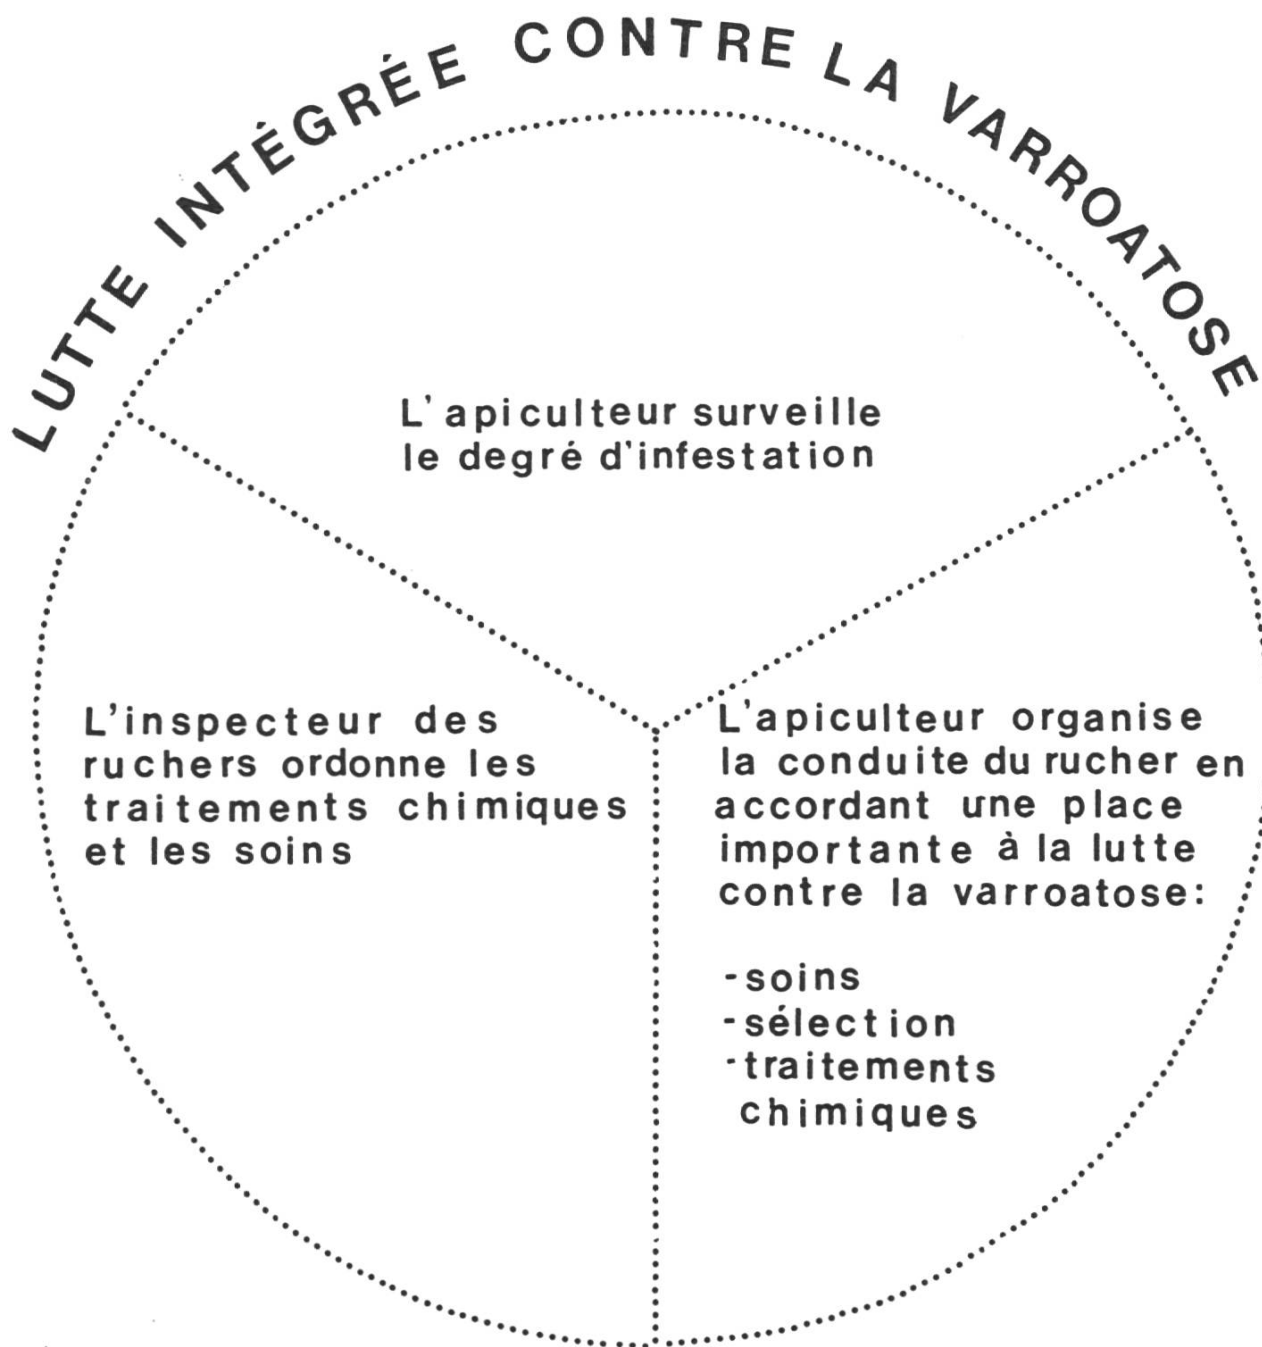 LUTTE INTÉGRÉE CONTRE LA VARROATOSE
L'apiculteur surveille
le degré d'infestation
L'inspecteur des
ruchers ordonne les
traitements chimiques
et les soins
L'apiculteur organise
la conduite du rucher en
accordant une place
importante à la lutte
contre la varroatose:
-soins
-sélection
-traitements
chimiques